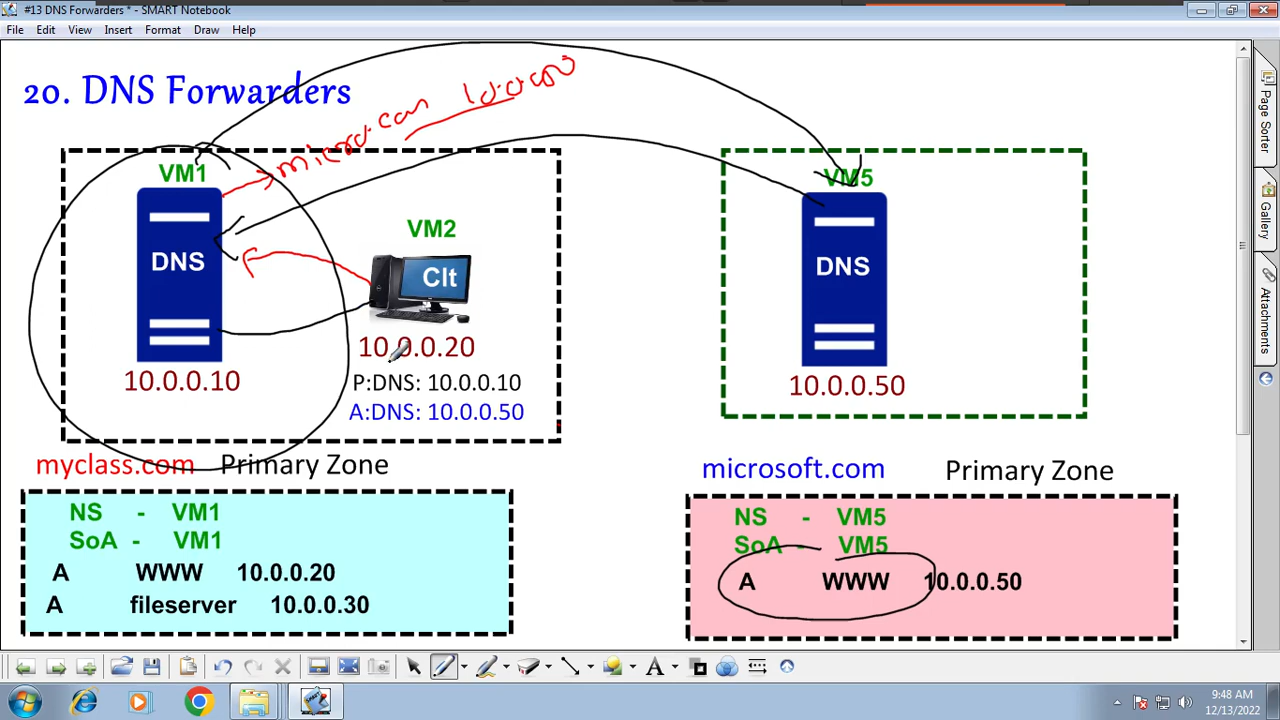 #13 DNS Forwarders * - SMART Notebook
File Edit View Insert Format Draw Help
20. DNS Forwarders
VM1
VM2
VM5
DNS
Clt
DNS
10.0.0.10
10.0.0.20
P:DNS: 10.0.0.10
A:DNS: 10.0.0.50
10.0.0.50
myclass.com Primary Zone
microsoft.com Primary Zone
NS - VM1
SoA - VM1
A WWW 10.0.0.20
A fileserver 10.0.0.30
NS - VM5
SoA - VM5
A WWW 10.0.0.50
Page Sorter
Gallery
Attachments
9:48 AM
12/13/2022